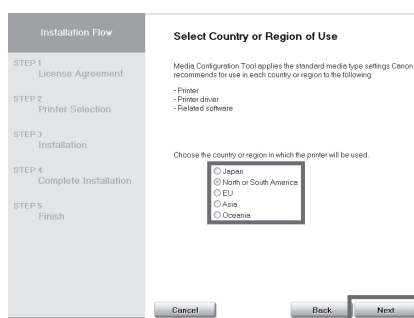 Installation Flow
STEP 1
License Agreement
STEP 2
Printer Selection
STEP 3
Installation
STEP 4
Complete Installation
STEP 5
Finish
Select Country or Region of Use
Media Configuration Tool applies the standard media type settings Canon
recommends for use in each country or region to the following:
- Printer
- Printer driver
- Related software
Choose the country or region in which the printer will be used.
Japan
North or South America
EU
Asia
Oceania
Cancel
Back
Next